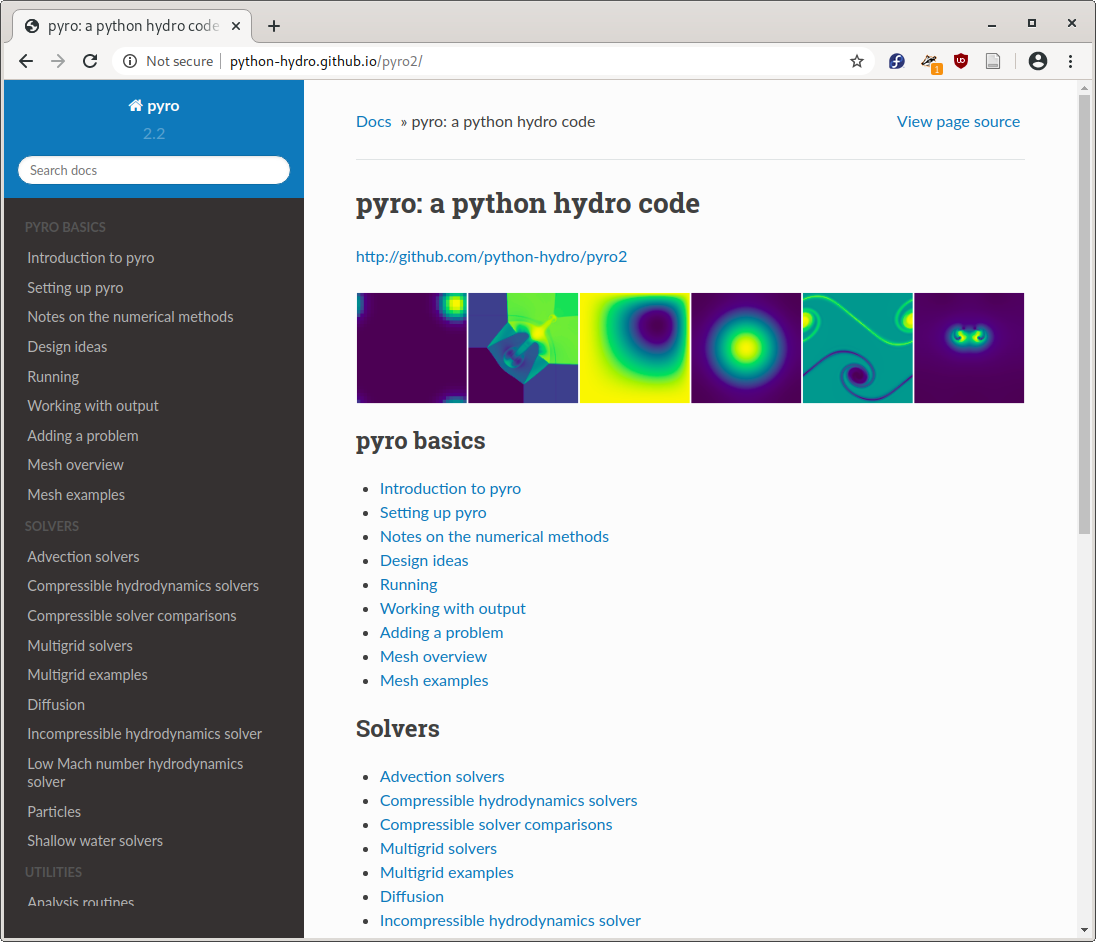 pyro: a python hydro code
Not secure
python-hydro.github.io/pyro2/
1
pyro
2.2
Search docs
PYRO BASICS
Introduction to pyro
Setting up pyro
Notes on the numerical methods
Design ideas
Running
Working with output
Adding a problem
Mesh overview
Mesh examples
SOLVERS
Advection solvers
Compressible hydrodynamics solvers
Compressible solver comparisons
Multigrid solvers
Multigrid examples
Diffusion
Incompressible hydrodynamics solver
Low Mach number hydrodynamics
solver
Particles
Shallow water solvers
UTILITIES
Analysis routines
Docs » pyro: a python hydro code
View page source
pyro: a python hydro code
http://github.com/python-hydro/pyro2
pyro basics
Introduction to pyro
Setting up pyro
Notes on the numerical methods
Design ideas
Running
Working with output
Adding a problem
Mesh overview
Mesh examples
Solvers
Advection solvers
Compressible hydrodynamics solvers
Compressible solver comparisons
Multigrid solvers
Multigrid examples
Diffusion
Incompressible hydrodynamics solver